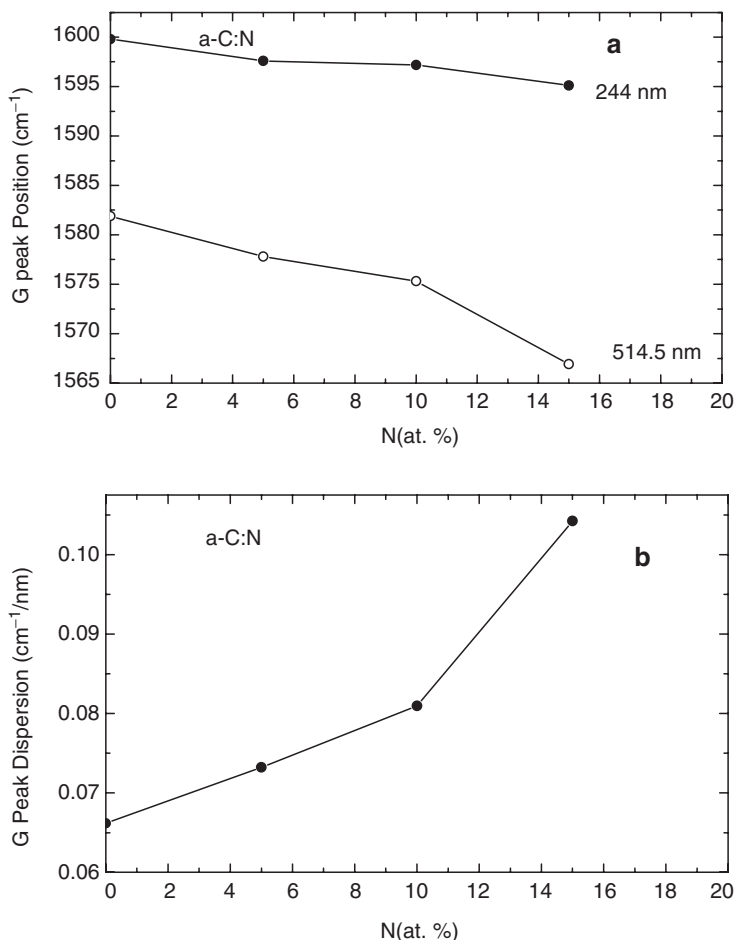 a-C:N
a
244 nm
514.5 nm
G peak Position (cm⁻¹)
1600
1595
1590
1585
1580
1575
1570
1565
0 2 4 6 8 10 12 14 16 18 20
N(at. %)
a-C:N
b
G Peak Dispersion (cm⁻¹/nm)
0.10
0.09
0.08
0.07
0.06
0 2 4 6 8 10 12 14 16 18 20
N(at. %)